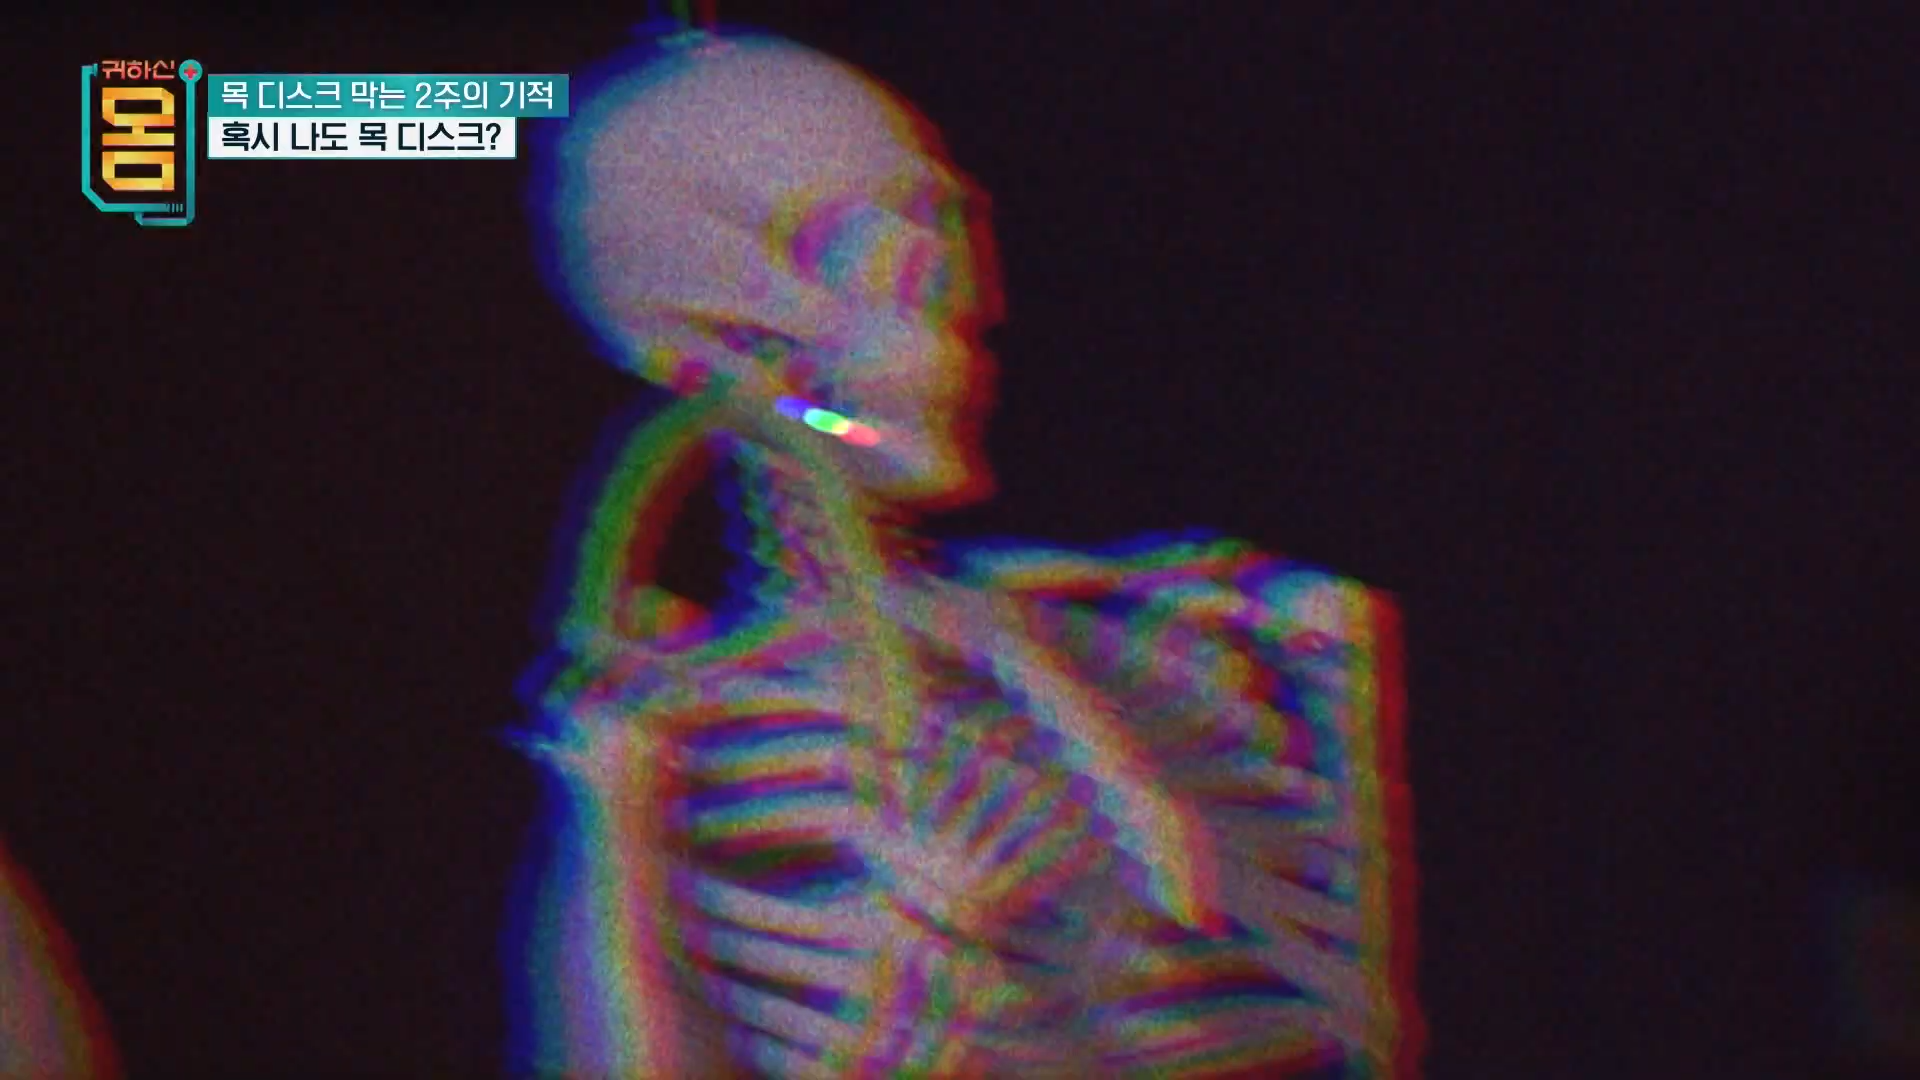 귀하신
몸
목 디스크 막는 2주의 기적
혹시 나도 목 디스크?